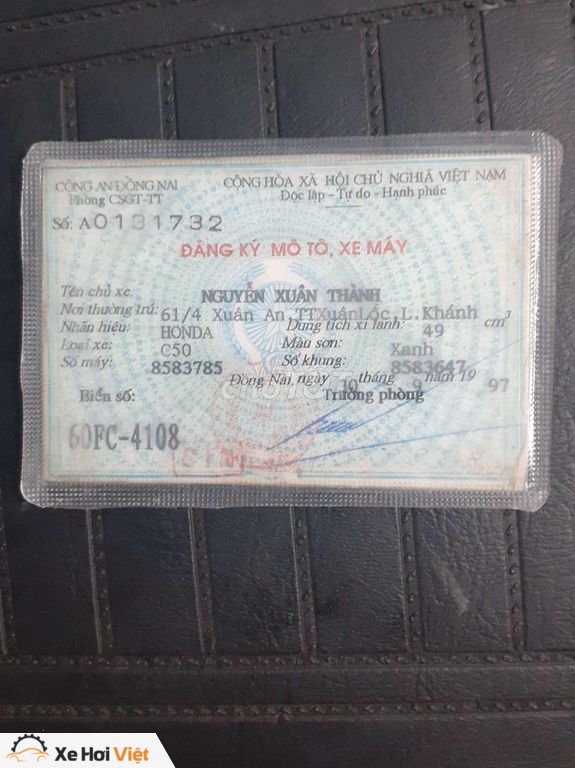 CÔNG AN ĐỒNG NAI
Phòng CSGT-TT
CỘNG HÒA XÃ HỘI CHỦ NGHĨA VIỆT NAM
Độc lập - Tự do - Hạnh phúc
Số: A0131732
ĐĂNG KÝ MÔ TÔ, XE MÁY
Tên chủ xe: NGUYỄN XUÂN THÀNH
Nơi thường trú: 61/4 Xuân An,TTXuânLộc,L.Khánh
Nhãn hiệu: HONDA Dung tích xi lanh: 49 cm³
Loại xe: C50 Màu sơn: Xanh
Số máy: 8583785 Số khung: 8583647
Đồng Nai, ngày 10 tháng 9 năm 19 97
Biển số: Trưởng phòng
60FC-4108
Xe Hơi Việt